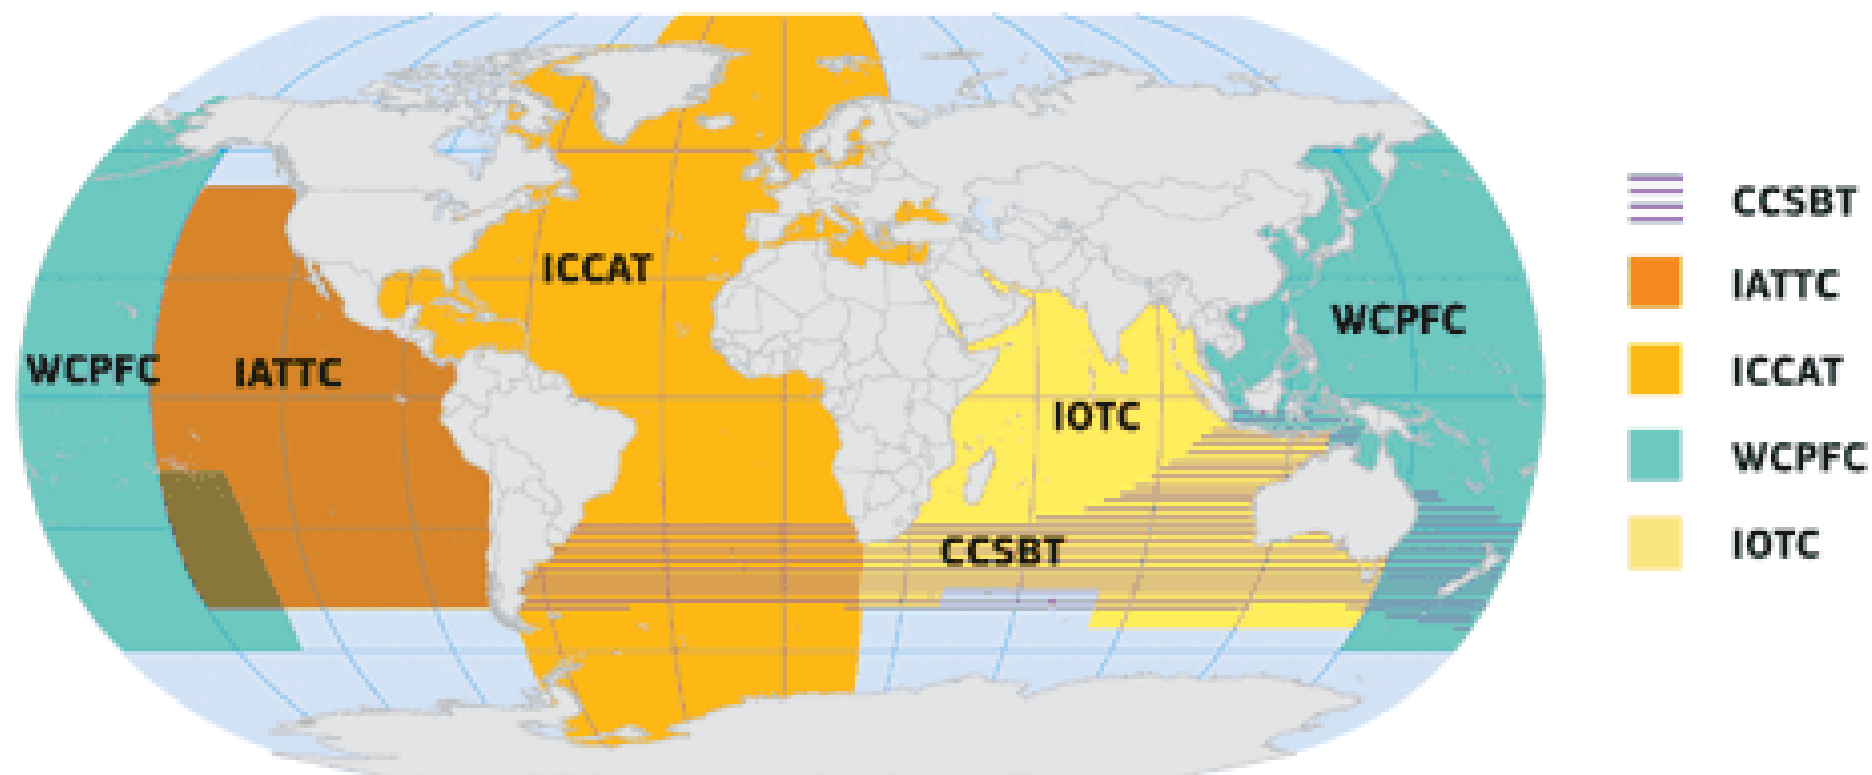 ICCAT
WCPFC
WCPFC
IATTC
IOTC
CCSBT
CCSBT
IATTC
ICCAT
WCPFC
IOTC